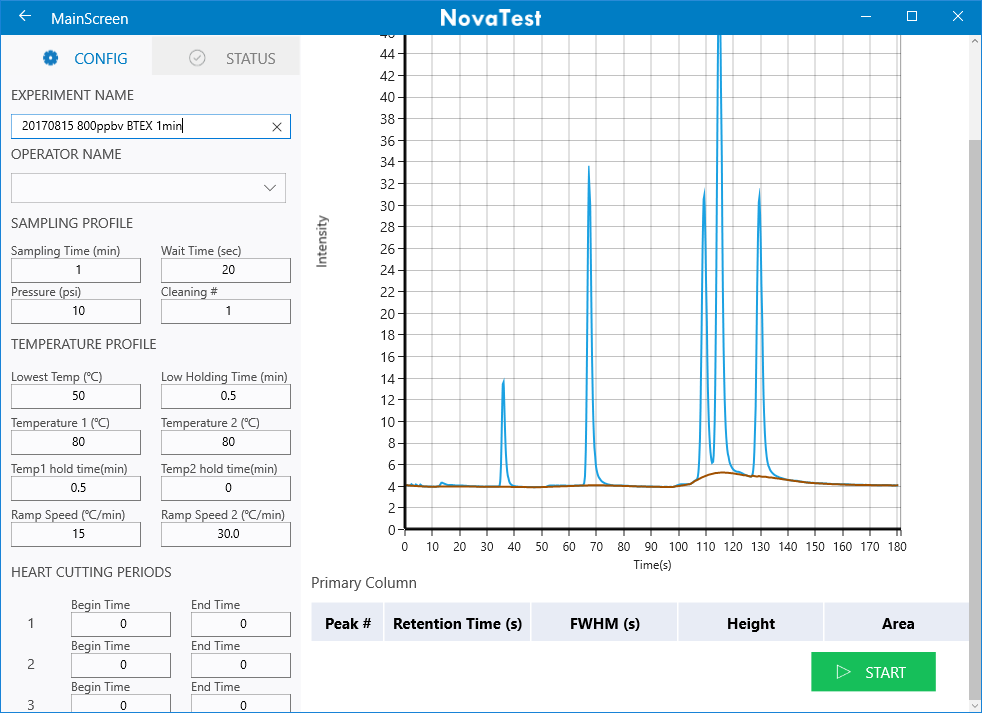 MainScreen
NovaTest
CONFIG
STATUS
EXPERIMENT NAME
20170815 800ppbv BTEX 1min
OPERATOR NAME
SAMPLING PROFILE
Sampling Time (min) Wait Time (sec)
1 20
Pressure (psi) Cleaning #
10 1
TEMPERATURE PROFILE
Lowest Temp (℃) Low Holding Time (min)
50 0.5
Temperature 1 (℃) Temperature 2 (℃)
80 80
Temp1 hold time(min) Temp2 hold time(min)
0.5 0
Ramp Speed (℃/min) Ramp Speed 2 (℃/min)
15 30.0
HEART CUTTING PERIODS
Begin Time End Time
1 0 0
Begin Time End Time
2 0 0
Begin Time End Time
3 0 0
44
42
40
38
36
34
32
30
28
26
24
22
20
18
16
14
12
10
8
6
4
2
0
Intensity
0 10 20 30 40 50 60 70 80 90 100 110 120 130 140 150 160 170 180
Time(s)
Primary Column
Peak # Retention Time (s) FWHM (s) Height Area
START